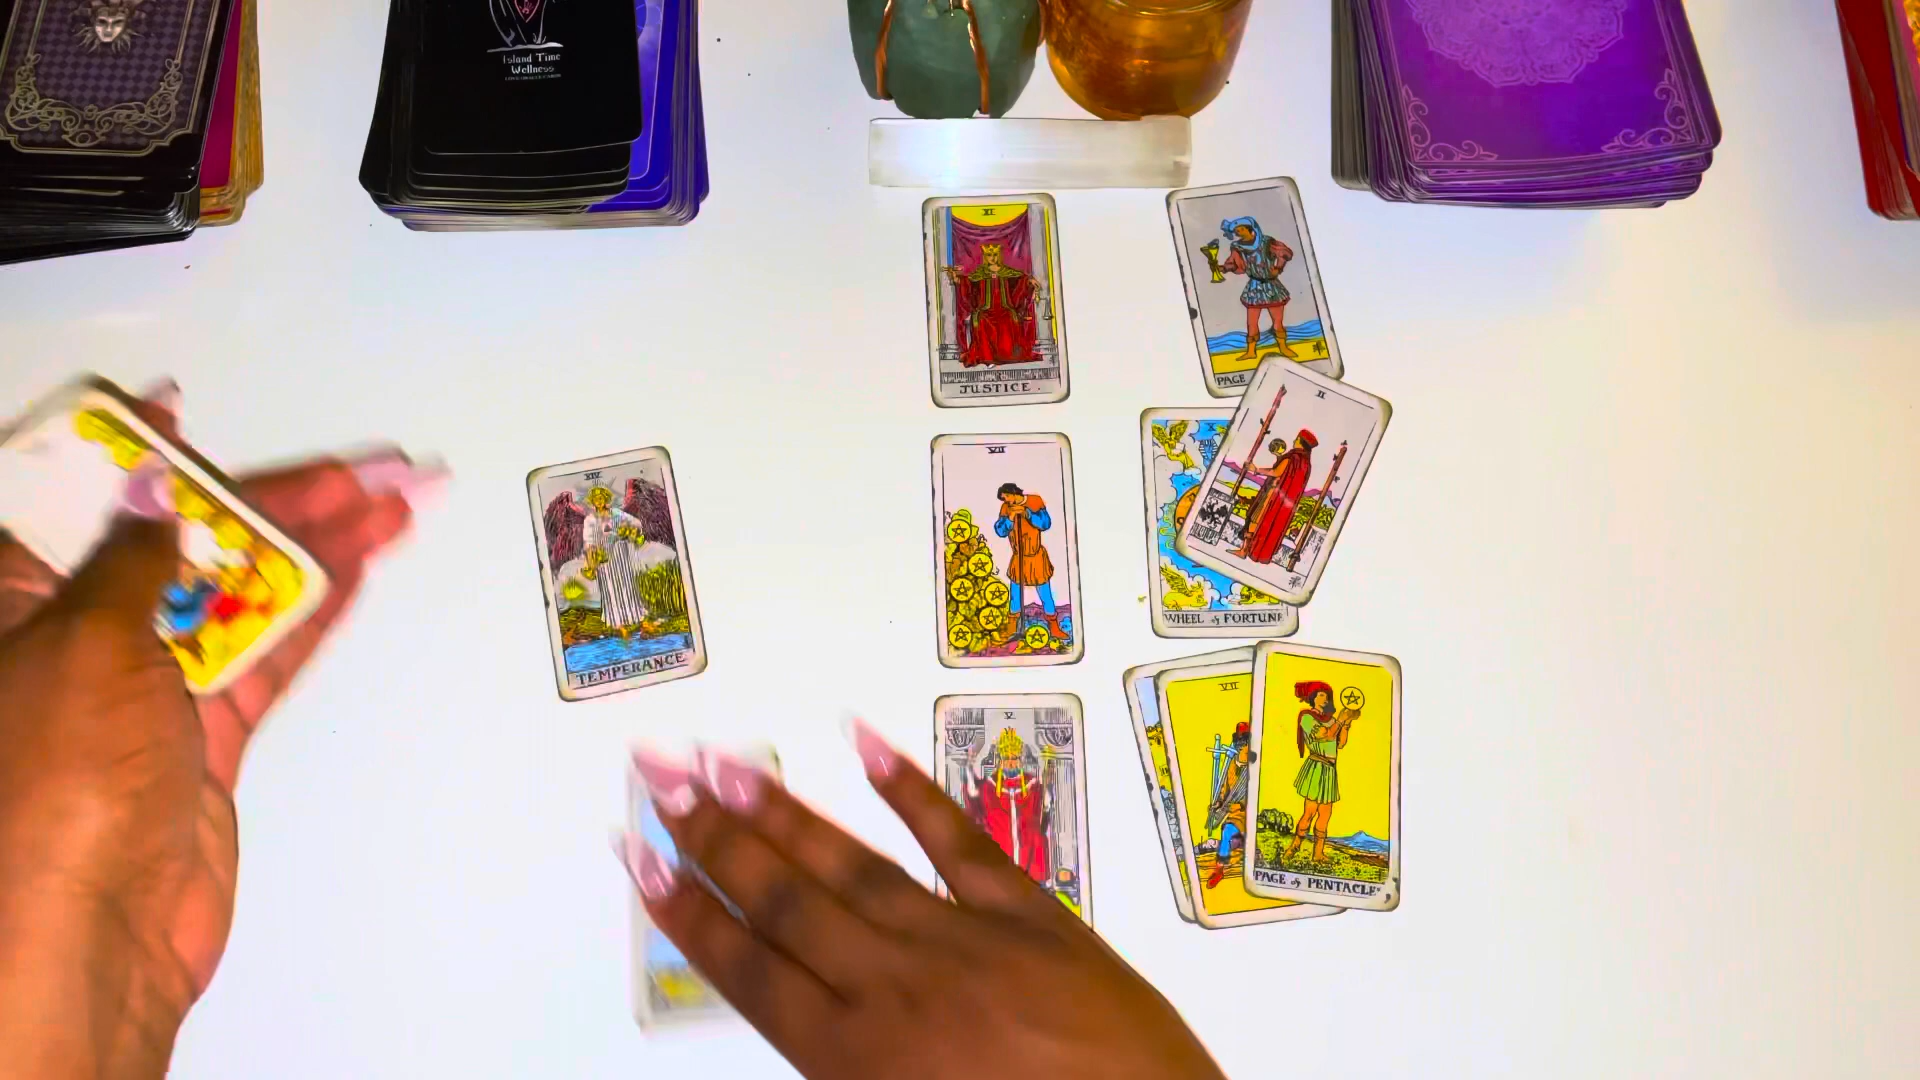 Island Time
Wellness
XI
JUSTICE.
PAGE
II
X
WHEEL of FORTUNE
VII
XIV
TEMPERANCE
V
VII
PAGE of PENTACLES